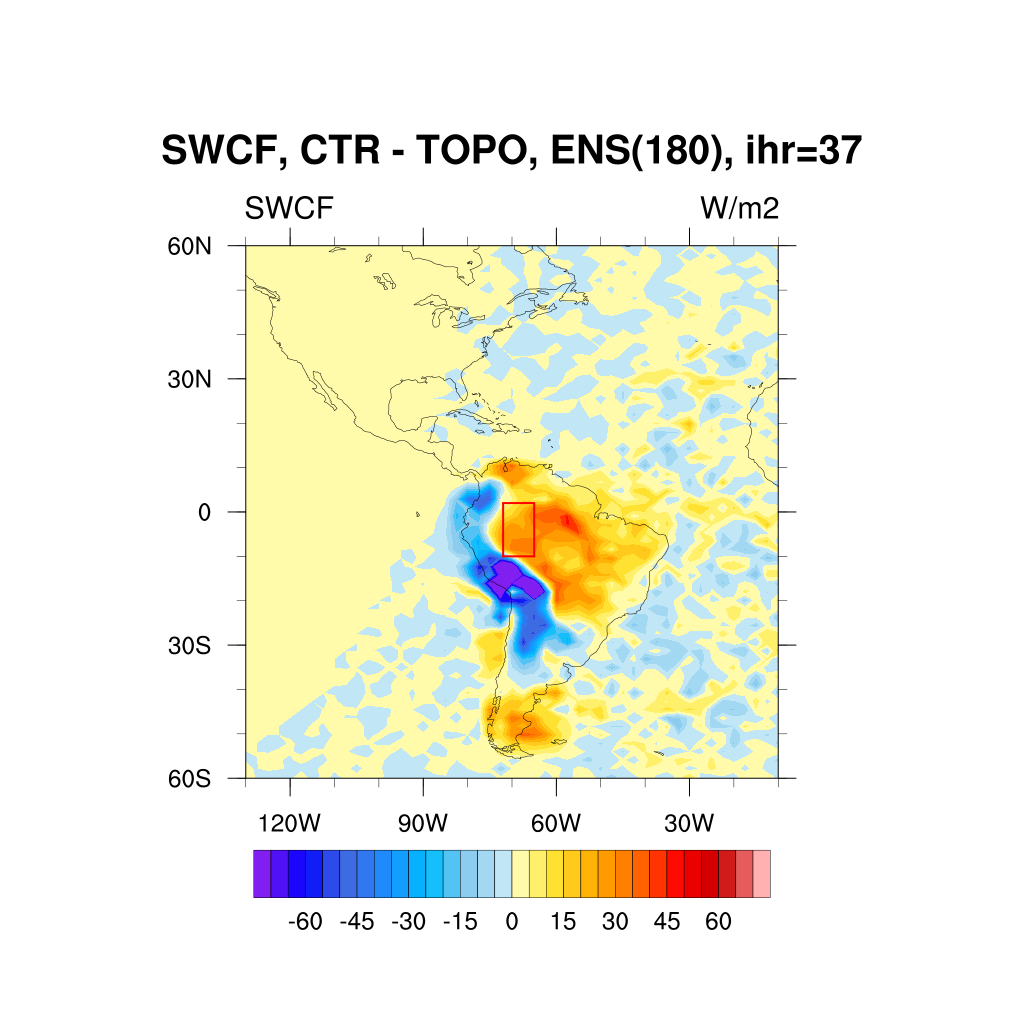 SWCF, CTR - TOPO, ENS(180), ihr=37
SWCF W/m2
60N
30N
0
30S
60S
120W 90W 60W 30W
-60 -45 -30 -15 0 15 30 45 60